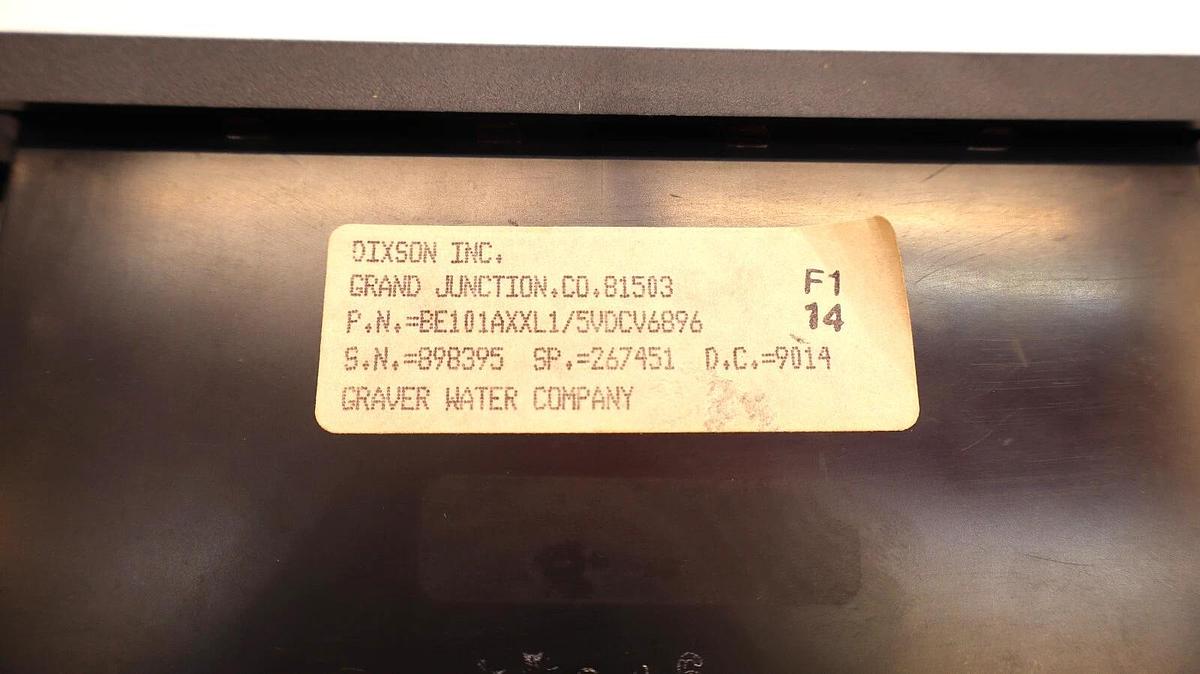 DIXSON INC.
GRAND JUNCTION.CO.81503
P.N.=BE101AXXL1/5VDCV6896
S.N.=898395 SP.=267451 D.C.=9014
GRAVER WATER COMPANY
F1
14